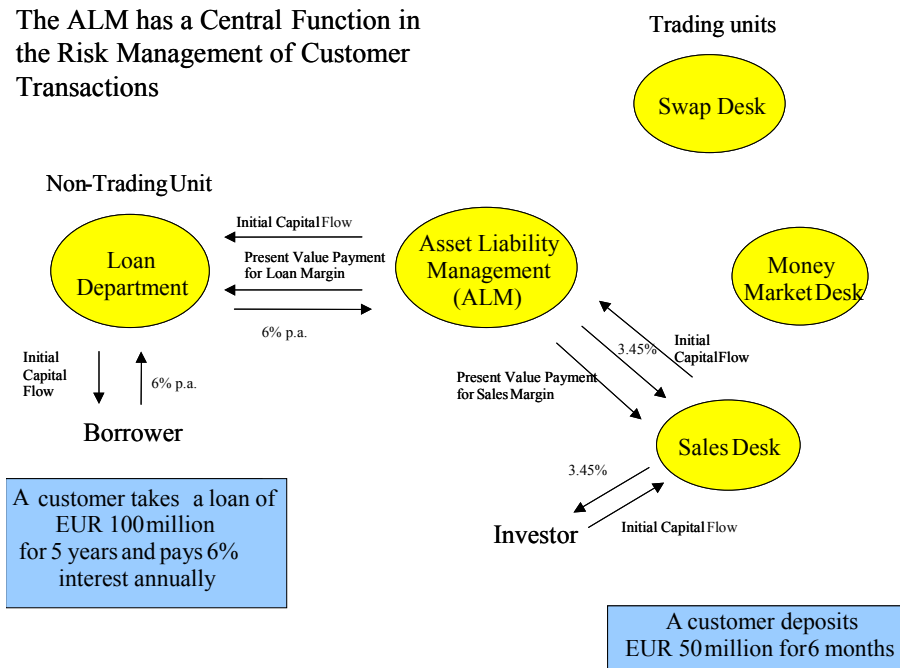 The ALM has a Central Function in
the Risk Management of Customer
Transactions
Trading units
Swap Desk
Non-Trading Unit
Loan
Department
Initial Capital Flow
Present Value Payment
for Loan Margin
6% p.a.
Asset Liability
Management
(ALM)
Money
Market Desk
Initial
Capital
Flow
6% p.a.
Borrower
3.45%
Initial
Capital Flow
Present Value Payment
for Sales Margin
Sales Desk
3.45%
Investor
Initial Capital Flow
A customer takes a loan of
EUR 100 million
for 5 years and pays 6%
interest annually
A customer deposits
EUR 50 million for 6 months